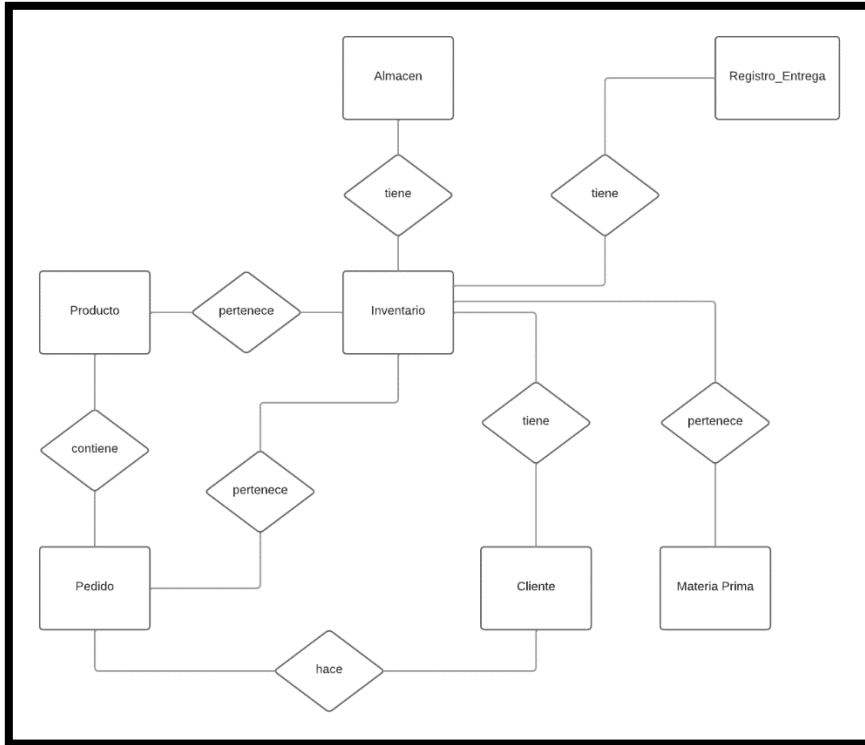 Almacen
Registro_Entrega
tiene
tiene
Producto
pertenece
Inventario
contiene
tiene
pertenece
pertenece
Pedido
Cliente
Materia Prima
hace